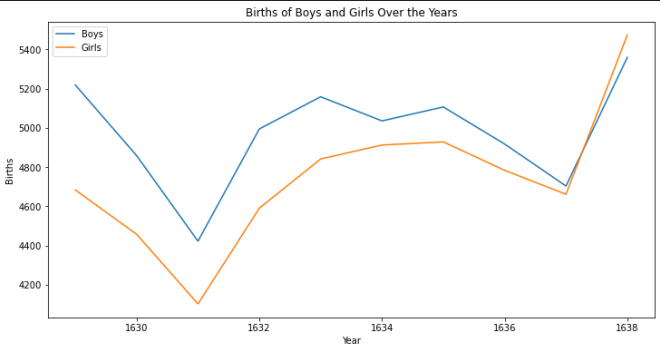 Births of Boys and Girls Over the Years
Boys
Girls
Births
5400
5200
5000
4800
4600
4400
4200
1630 1632 1634 1636 1638
Year